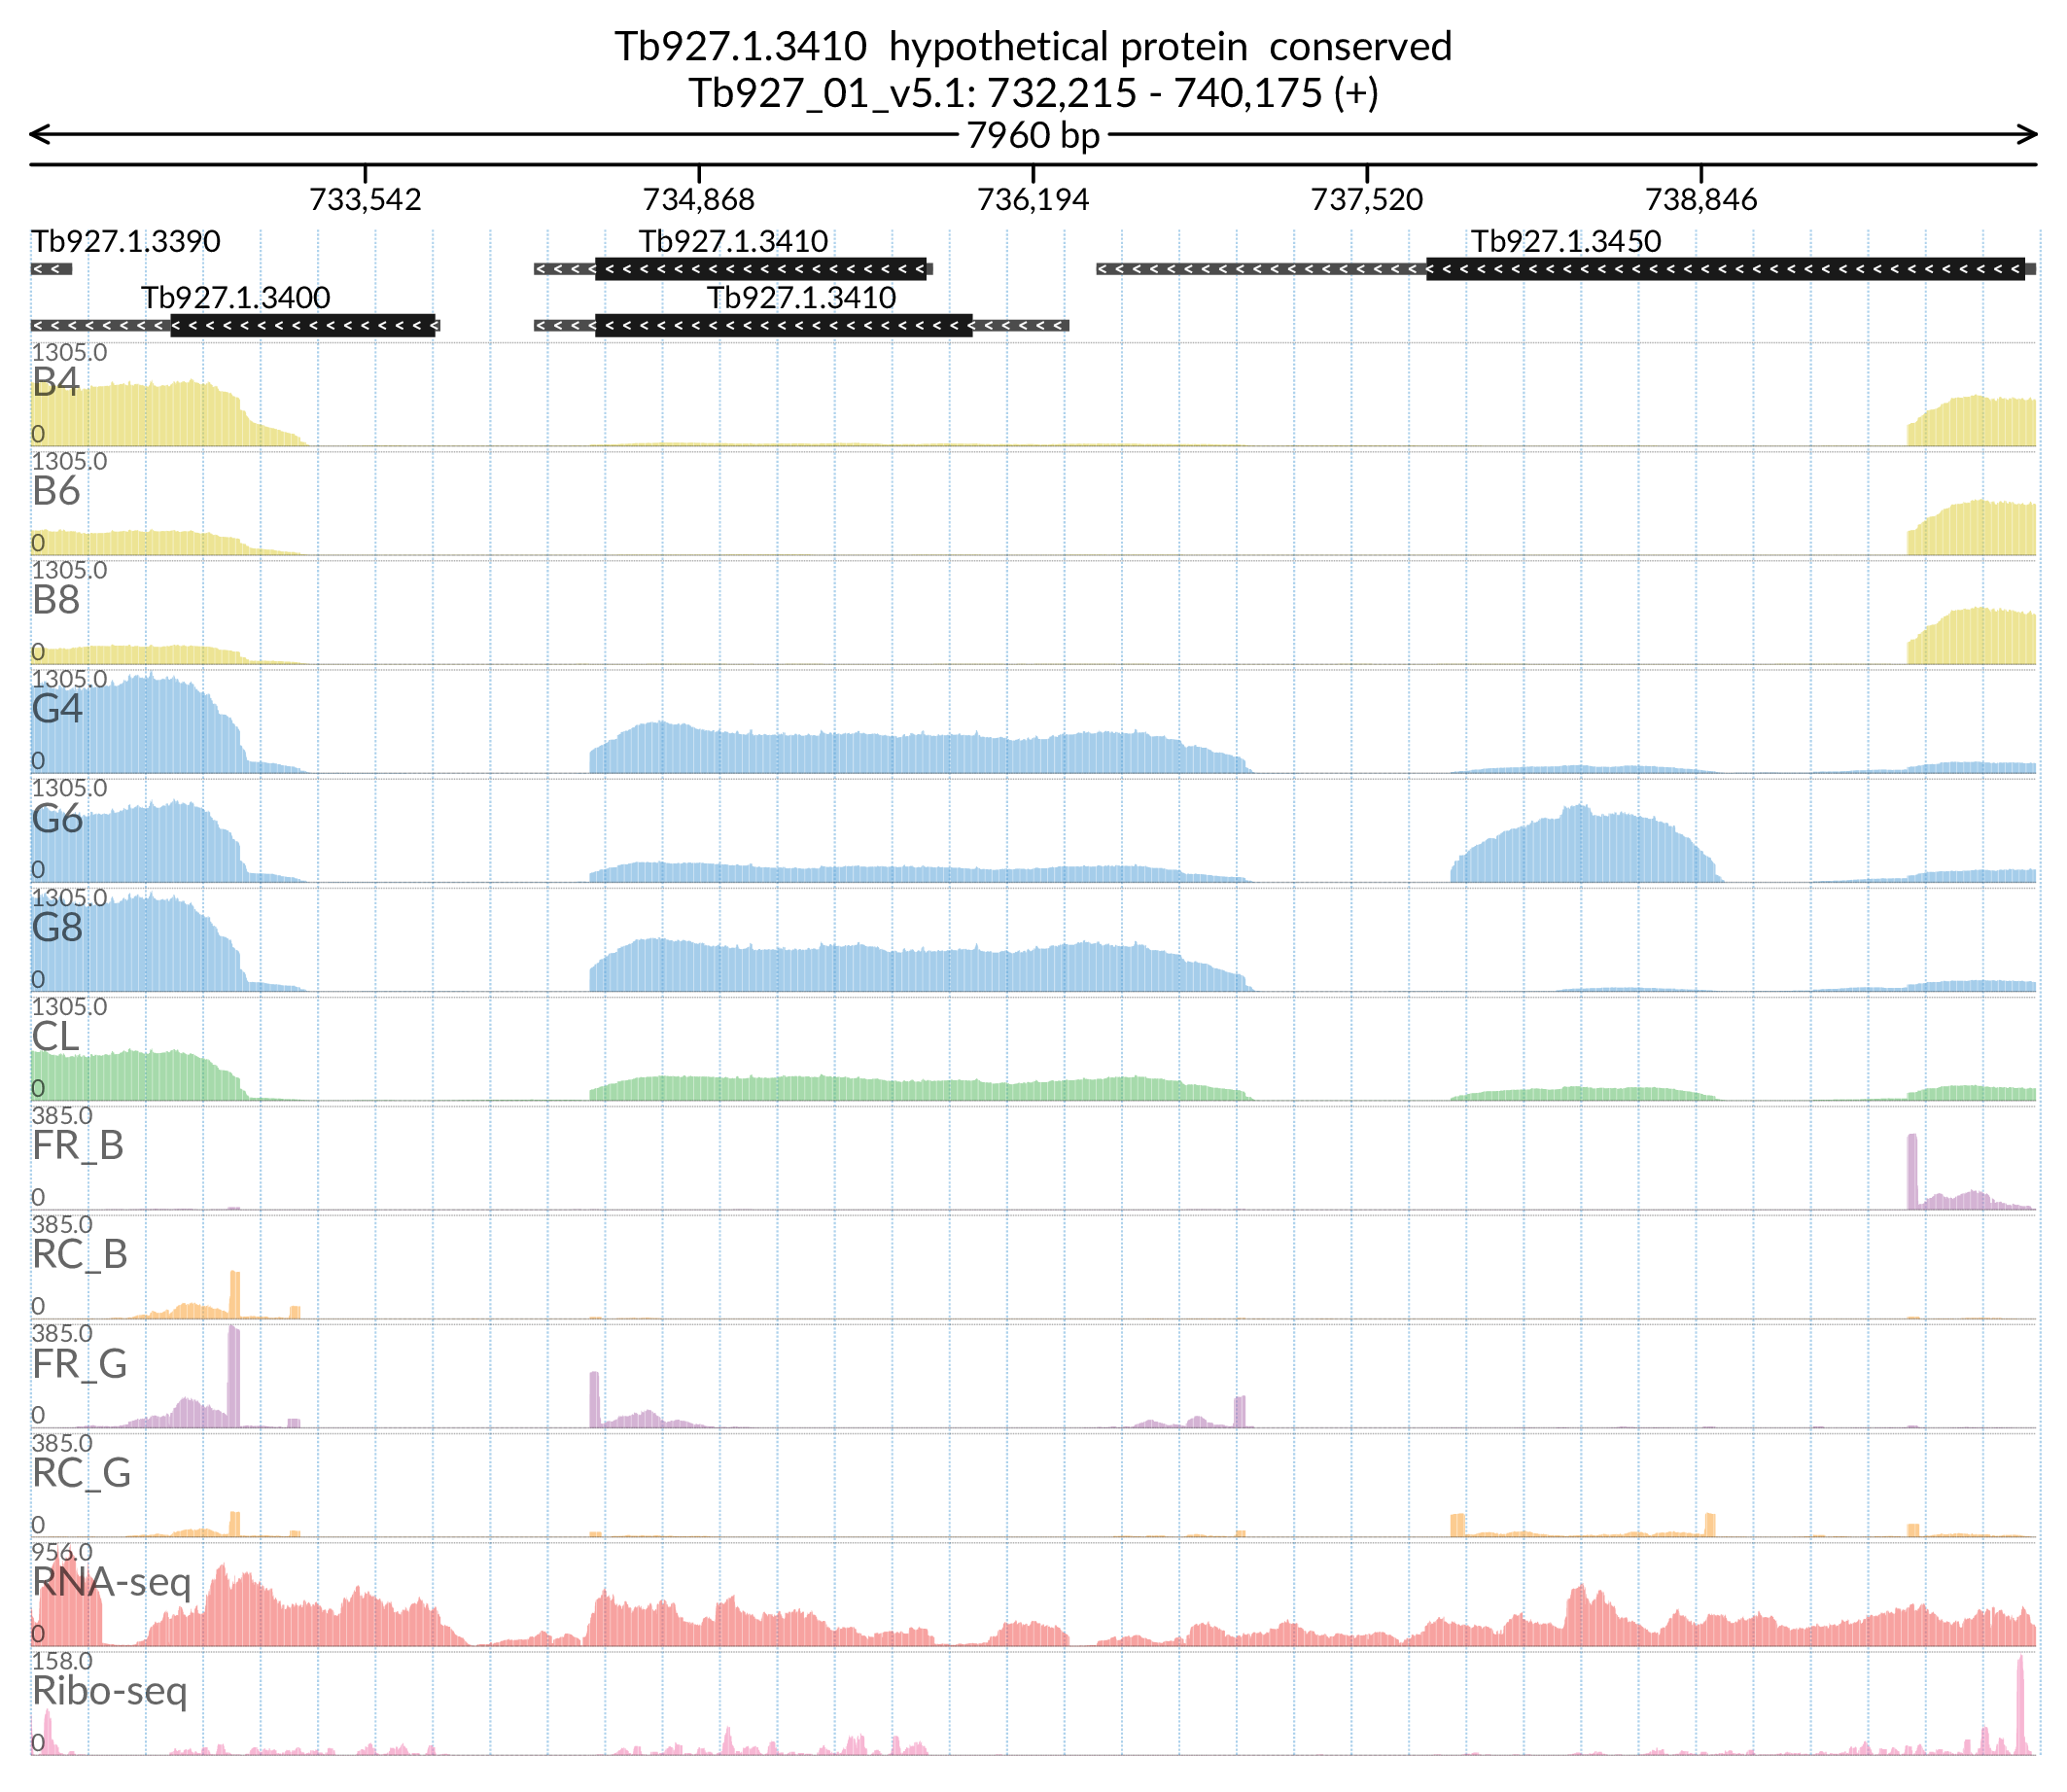 Tb927.1.3410 hypothetical protein conserved
Tb927_01_v5.1: 732,215 - 740,175 (+)
7960 bp
733,542 734,868 736,194 737,520 738,846
Tb927.1.3390 Tb927.1.3410 Tb927.1.3450
Tb927.1.3400 Tb927.1.3410
1305.0
B4
0
1305.0
B6
0
1305.0
B8
0
1305.0
G4
0
1305.0
G6
0
1305.0
G8
0
1305.0
CL
0
385.0
FR_B
0
385.0
RC_B
0
385.0
FR_G
0
385.0
RC_G
0
956.0
RNA-seq
0
158.0
Ribo-seq
0